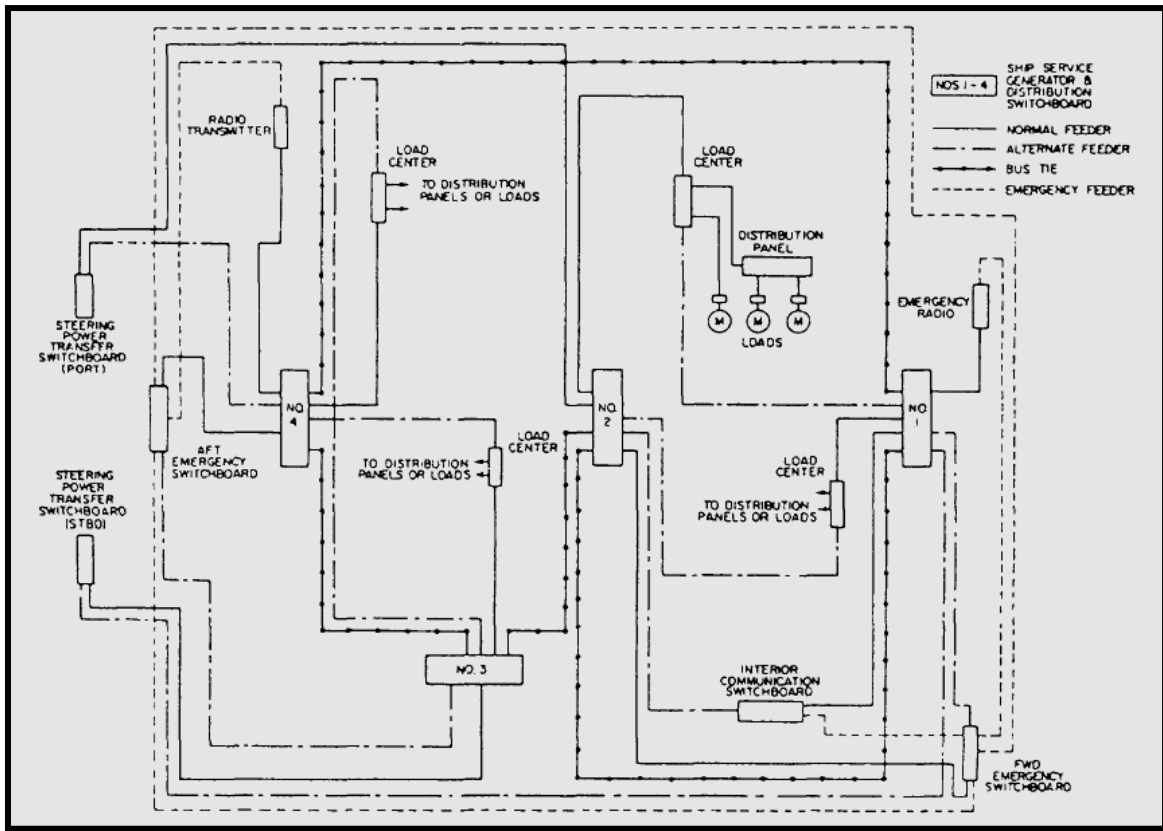 SHIP SERVICE
GENERATOR &
DISTRIBUTION
SWITCHBOARD
NOS 1-4
NORMAL FEEDER
ALTERNATE FEEDER
BUS TIE
EMERGENCY FEEDER
RADIO
TRANSMITTER
LOAD
CENTER
TO DISTRIBUTION
PANELS OR LOADS
LOAD
CENTER
DISTRIBUTION
PANEL
M
M
M
LOADS
EMERGENCY
RADIO
STEERING
POWER
TRANSFER
SWITCHBOARD
(PORT)
NO.
4
NO.
2
NO.
1
AFT
EMERGENCY
SWITCHBOARD
LOAD
CENTER
TO DISTRIBUTION
PANELS OR LOADS
STEERING
POWER
TRANSFER
SWITCHBOARD
(STBD)
LOAD
CENTER
TO DISTRIBUTION
PANELS OR LOADS
NO. 3
INTERIOR
COMMUNICATION
SWITCHBOARD
FWD
EMERGENCY
SWITCHBOARD